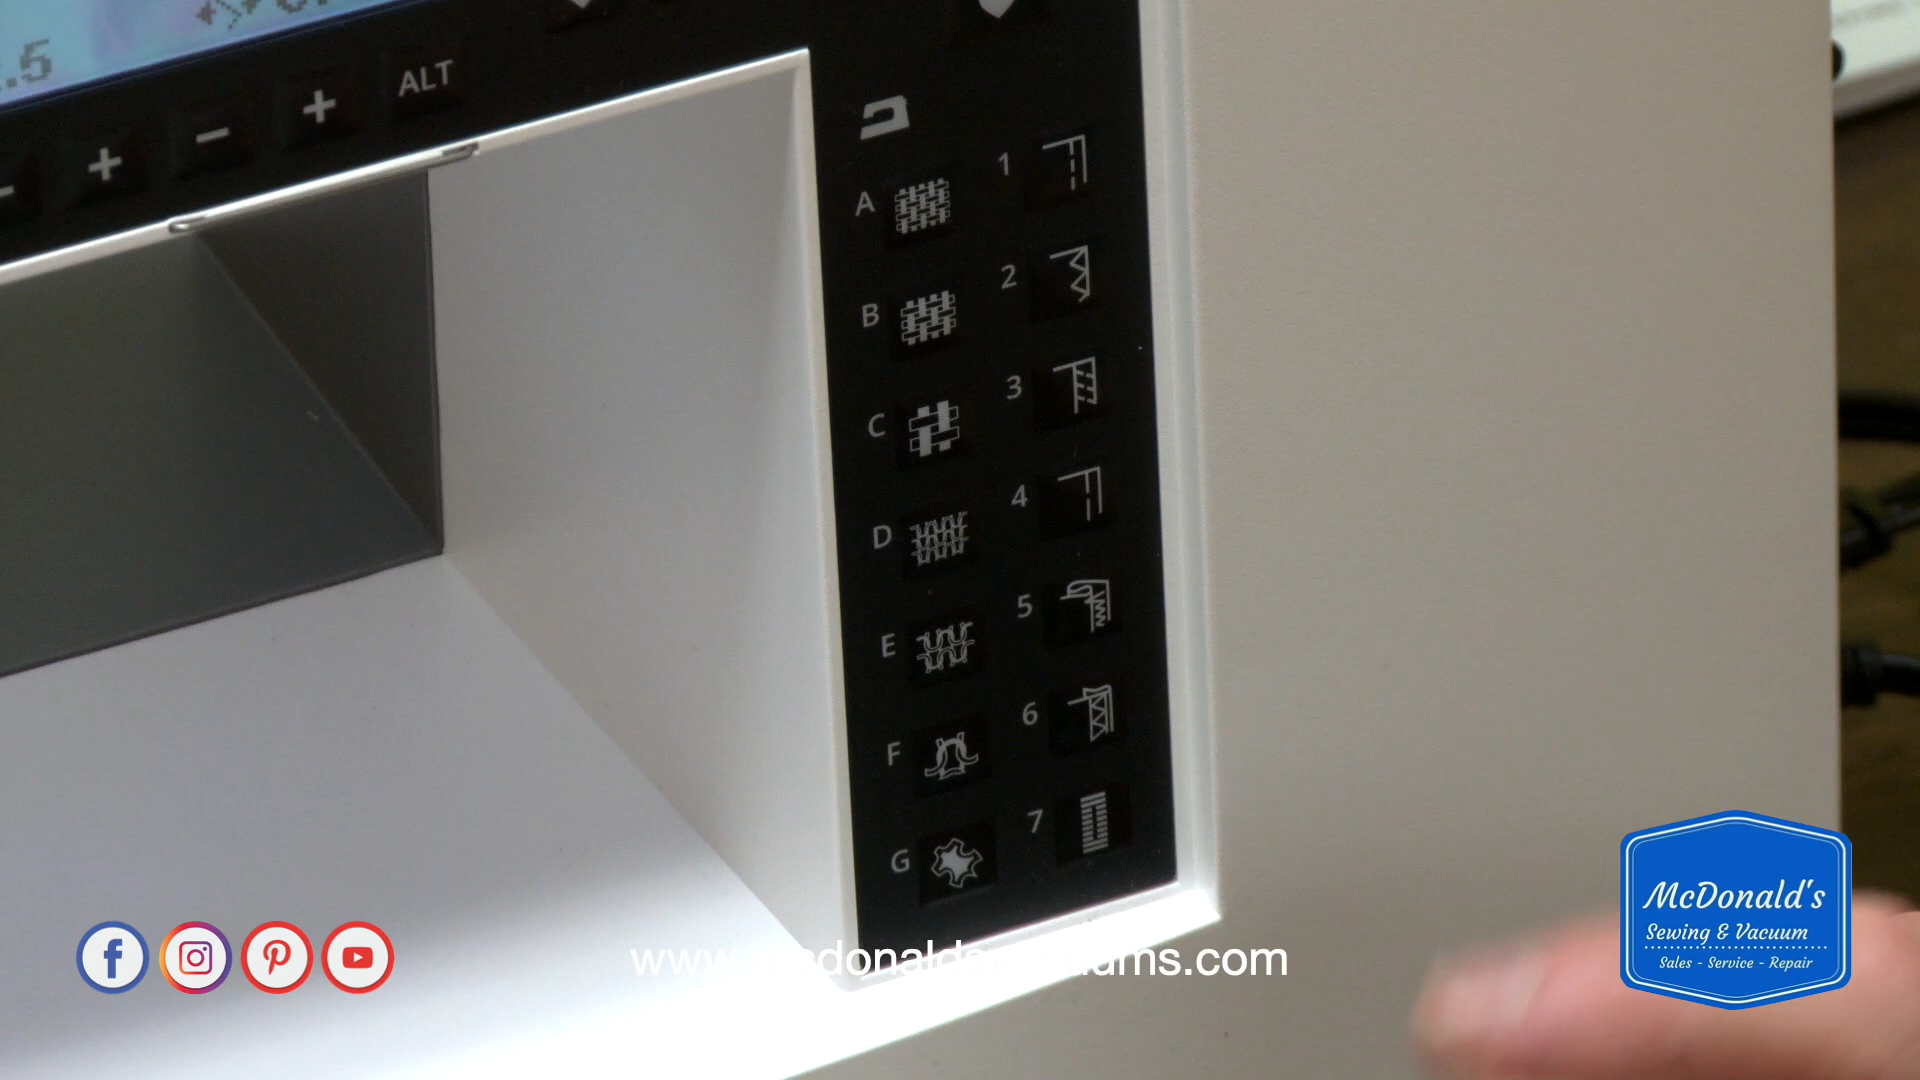 .5
- + - + ALT
A 1
B 2
C 3
D 4
E 5
F 6
G 7
McDonald's
Sewing & Vacuum
Sales - Service - Repair